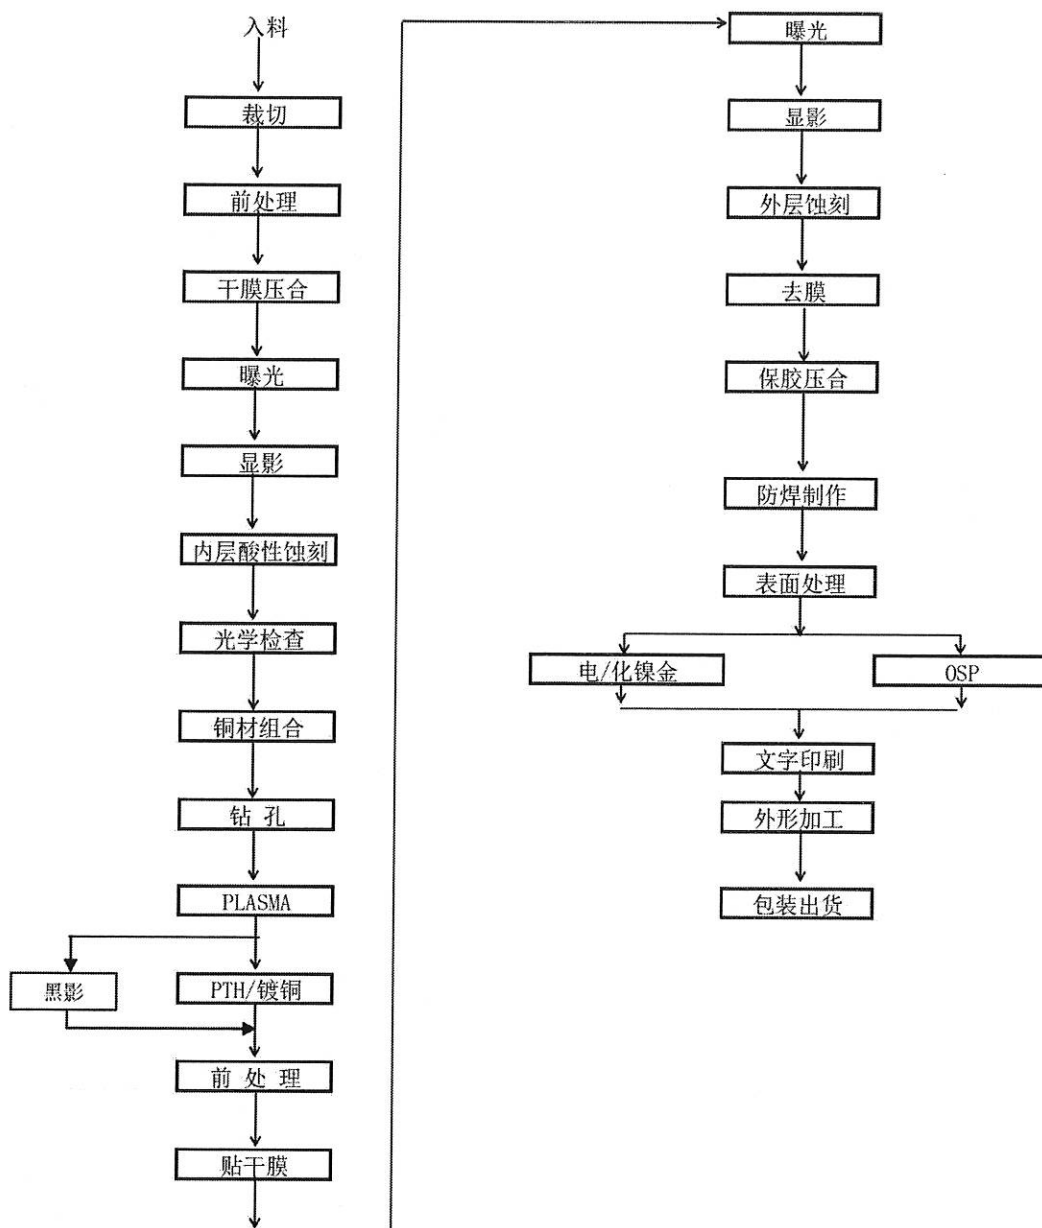 入料
裁切
前处理
干膜压合
曝光
显影
内层酸性蚀刻
光学检查
铜材组合
钻 孔
PLASMA
黑影
PTH/镀铜
前 处 理
贴干膜
曝光
显影
外层蚀刻
去膜
保胶压合
防焊制作
表面处理
电/化镍金
OSP
文字印刷
外形加工
包装出货